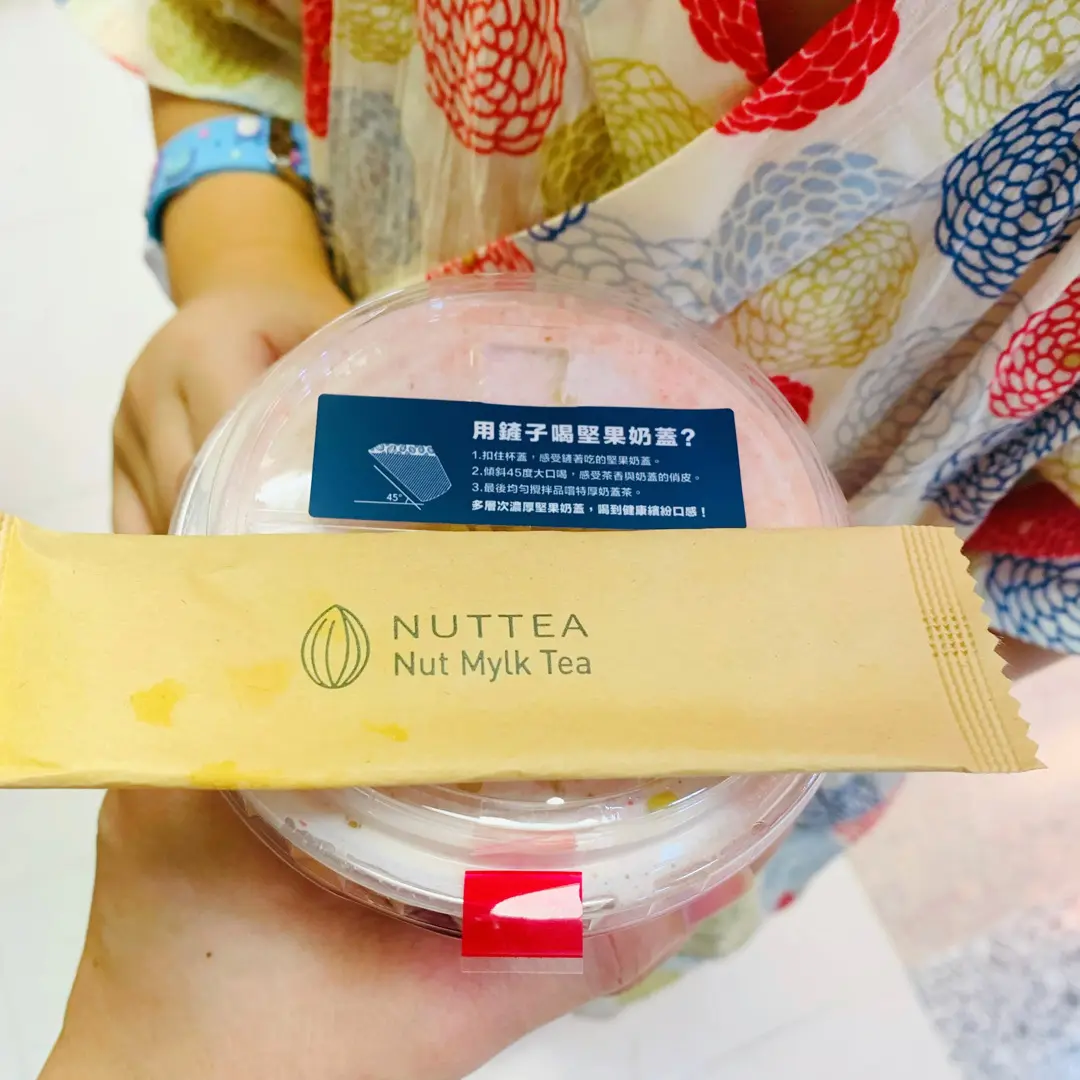 用鏟子喝堅果奶蓋？
1.扣住杯蓋，感受鏟著吃的堅果奶蓋。
2.傾斜45度大口喝，感受茶香與奶蓋的俏皮。
3.最後均勻攪拌品嚐特厚奶蓋茶。
45°
多層次濃厚堅果奶蓋，喝到健康繽紛口感！
NUTTEA
Nut Mylk Tea